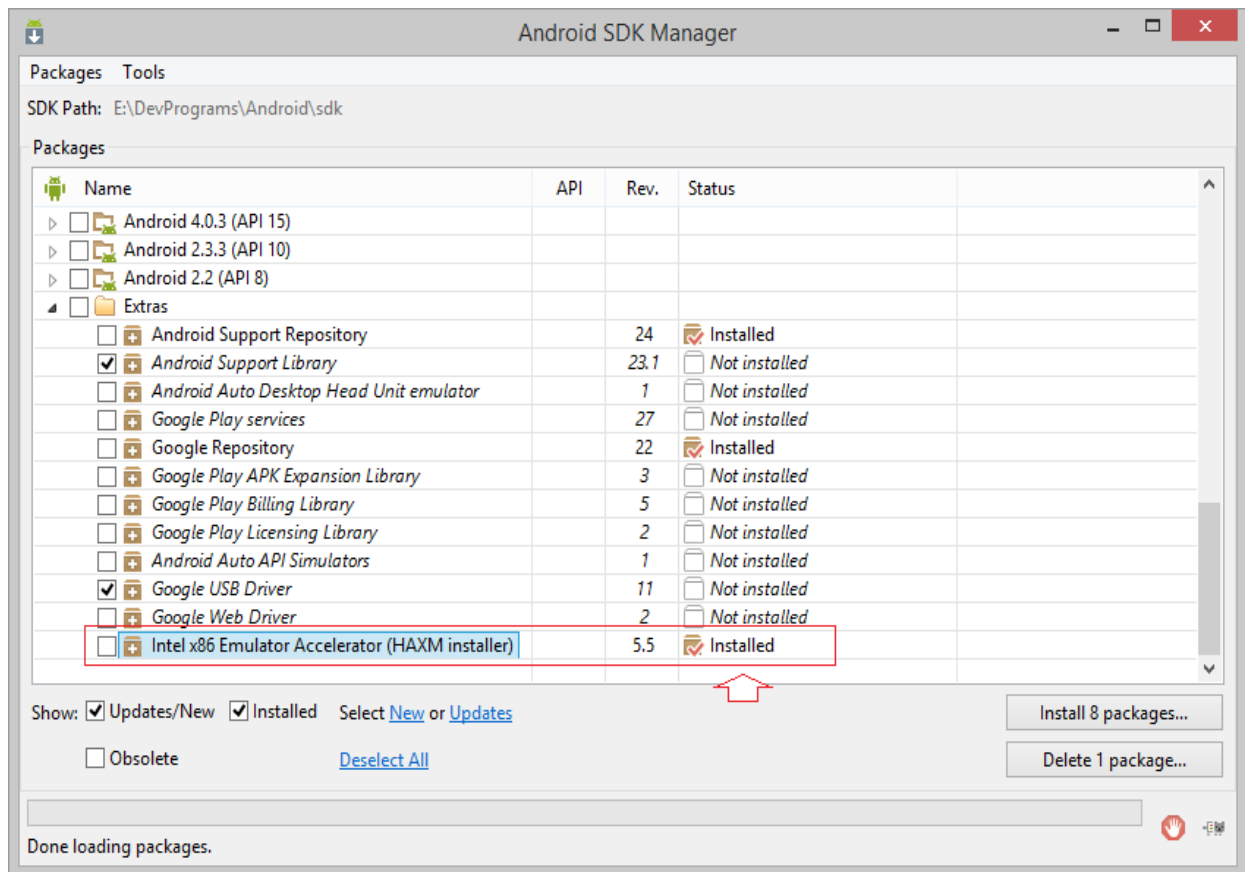 Android SDK Manager
Packages Tools
SDK Path: E:\DevPrograms\Android\sdk
Packages
Name API Rev. Status
Android 4.0.3 (API 15)
Android 2.3.3 (API 10)
Android 2.2 (API 8)
Extras
Android Support Repository 24 Installed
Android Support Library 23.1 Not installed
Android Auto Desktop Head Unit emulator 1 Not installed
Google Play services 27 Not installed
Google Repository 22 Installed
Google Play APK Expansion Library 3 Not installed
Google Play Billing Library 5 Not installed
Google Play Licensing Library 2 Not installed
Android Auto API Simulators 1 Not installed
Google USB Driver 11 Not installed
Google Web Driver 2 Not installed
Intel x86 Emulator Accelerator (HAXM installer) 5.5 Installed
Show: Updates/New Installed Select New or Updates Install 8 packages...
Obsolete Deselect All Delete 1 package...
Done loading packages.